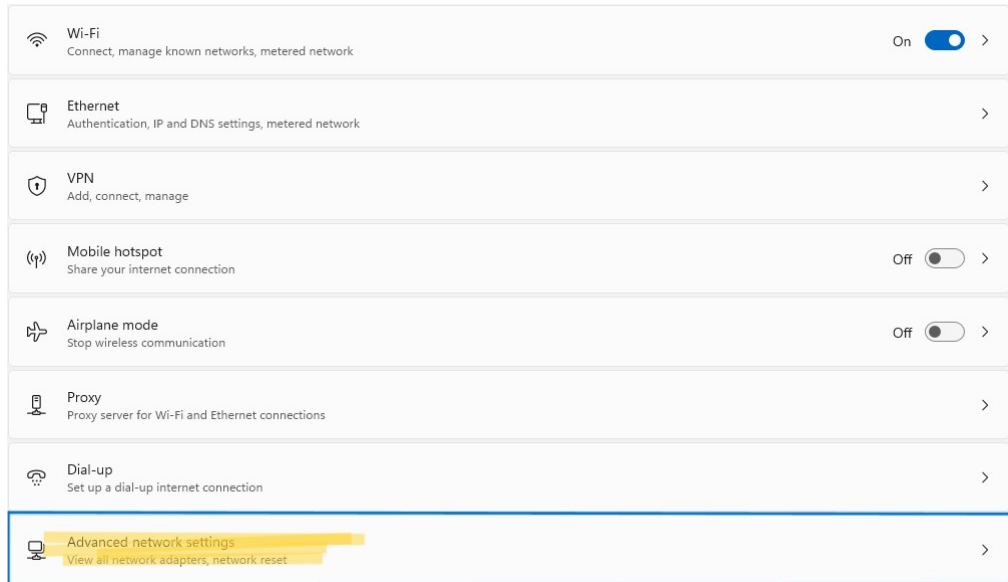 Wi-Fi
Connect, manage known networks, metered network
On
Ethernet
Authentication, IP and DNS settings, metered network
VPN
Add, connect, manage
Mobile hotspot
Share your internet connection
Off
Airplane mode
Stop wireless communication
Off
Proxy
Proxy server for Wi-Fi and Ethernet connections
Dial-up
Set up a dial-up internet connection
Advanced network settings
View all network adapters, network reset